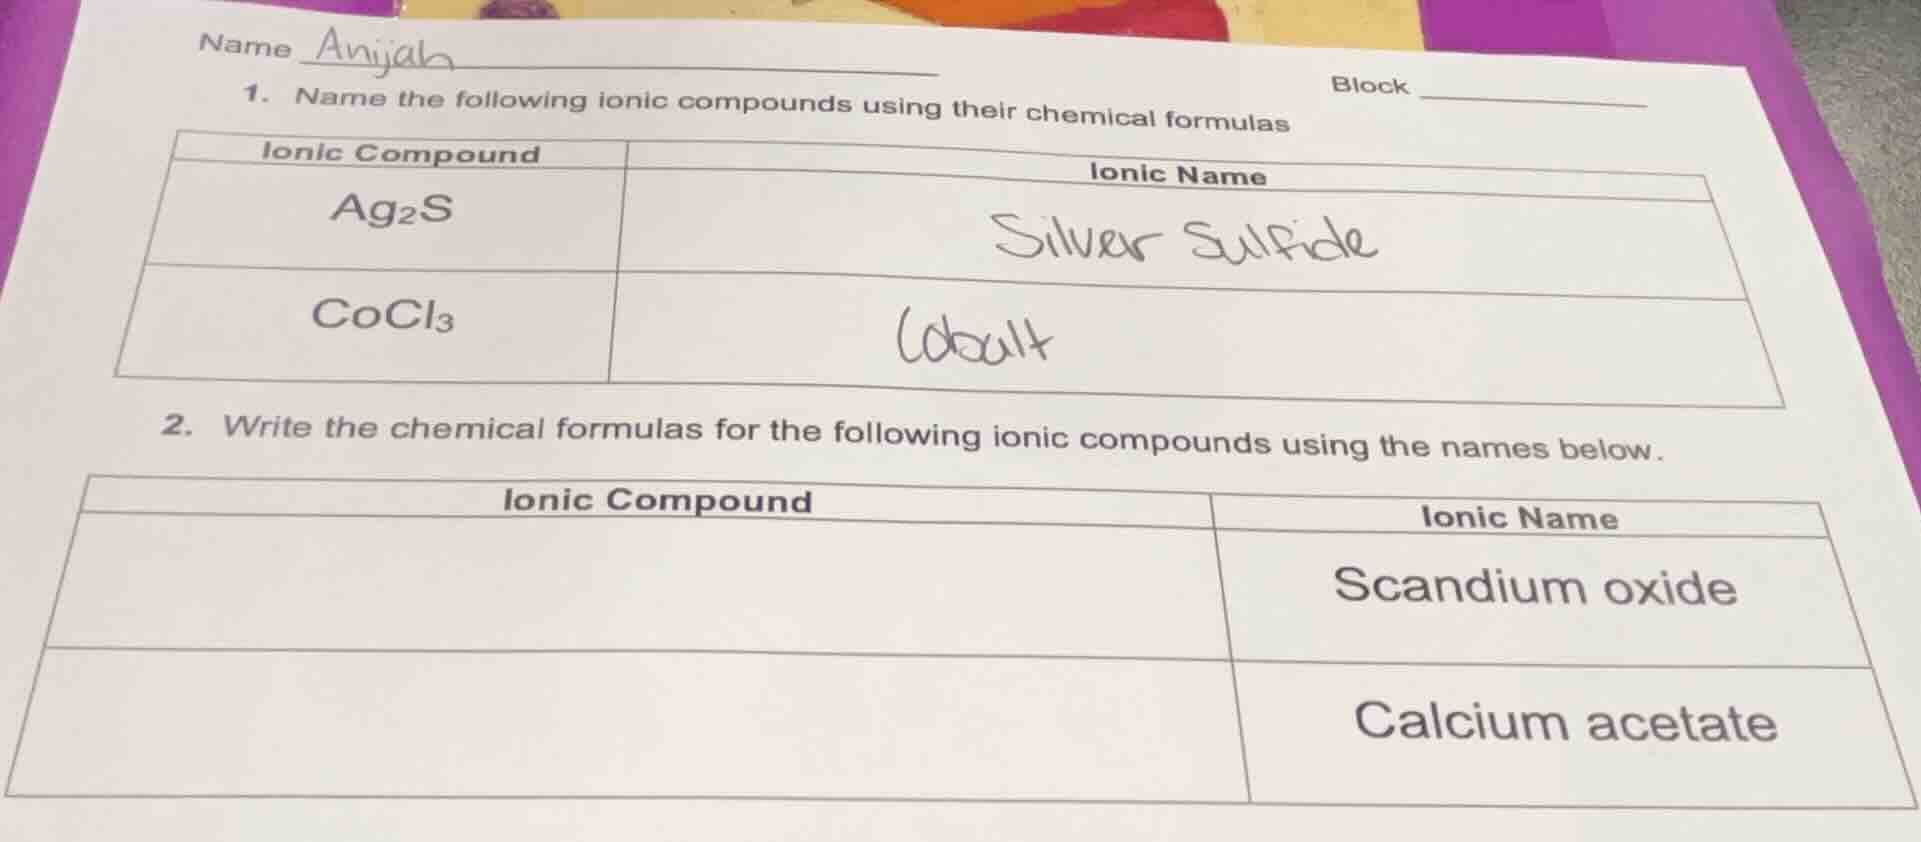 Name Anijah
Block
1. Name the following ionic compounds using their chemical formulas
Ionic Compound Ionic Name
Ag₂S Silver Sulfide
CoCl₃ Cobalt
2. Write the chemical formulas for the following ionic compounds using the names below.
Ionic Compound Ionic Name
Scandium oxide
Calcium acetate